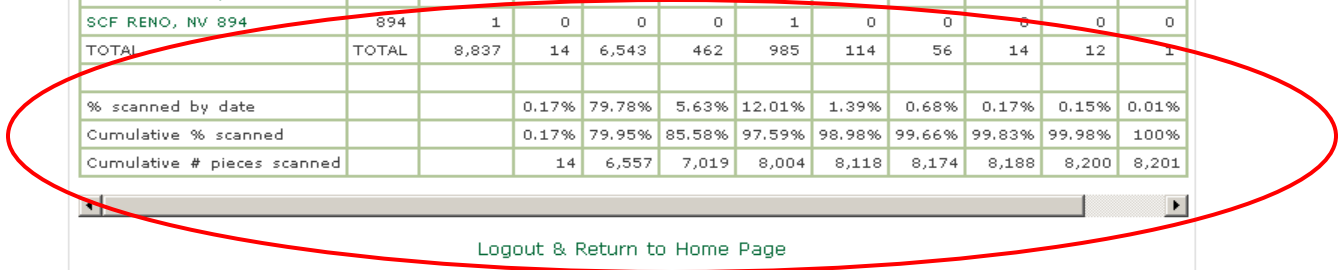 SCF RENO, NV 894 894 1 0 0 0 1 0 0 0 0 0
TOTAL TOTAL 8,837 14 6,543 462 985 114 56 14 12 1
% scanned by date 0.17% 79.78% 5.63% 12.01% 1.39% 0.68% 0.17% 0.15% 0.01%
Cumulative % scanned 0.17% 79.95% 85.58% 97.59% 98.98% 99.66% 99.83% 99.98% 100%
Cumulative # pieces scanned 14 6,557 7,019 8,004 8,118 8,174 8,188 8,200 8,201
Logout & Return to Home Page